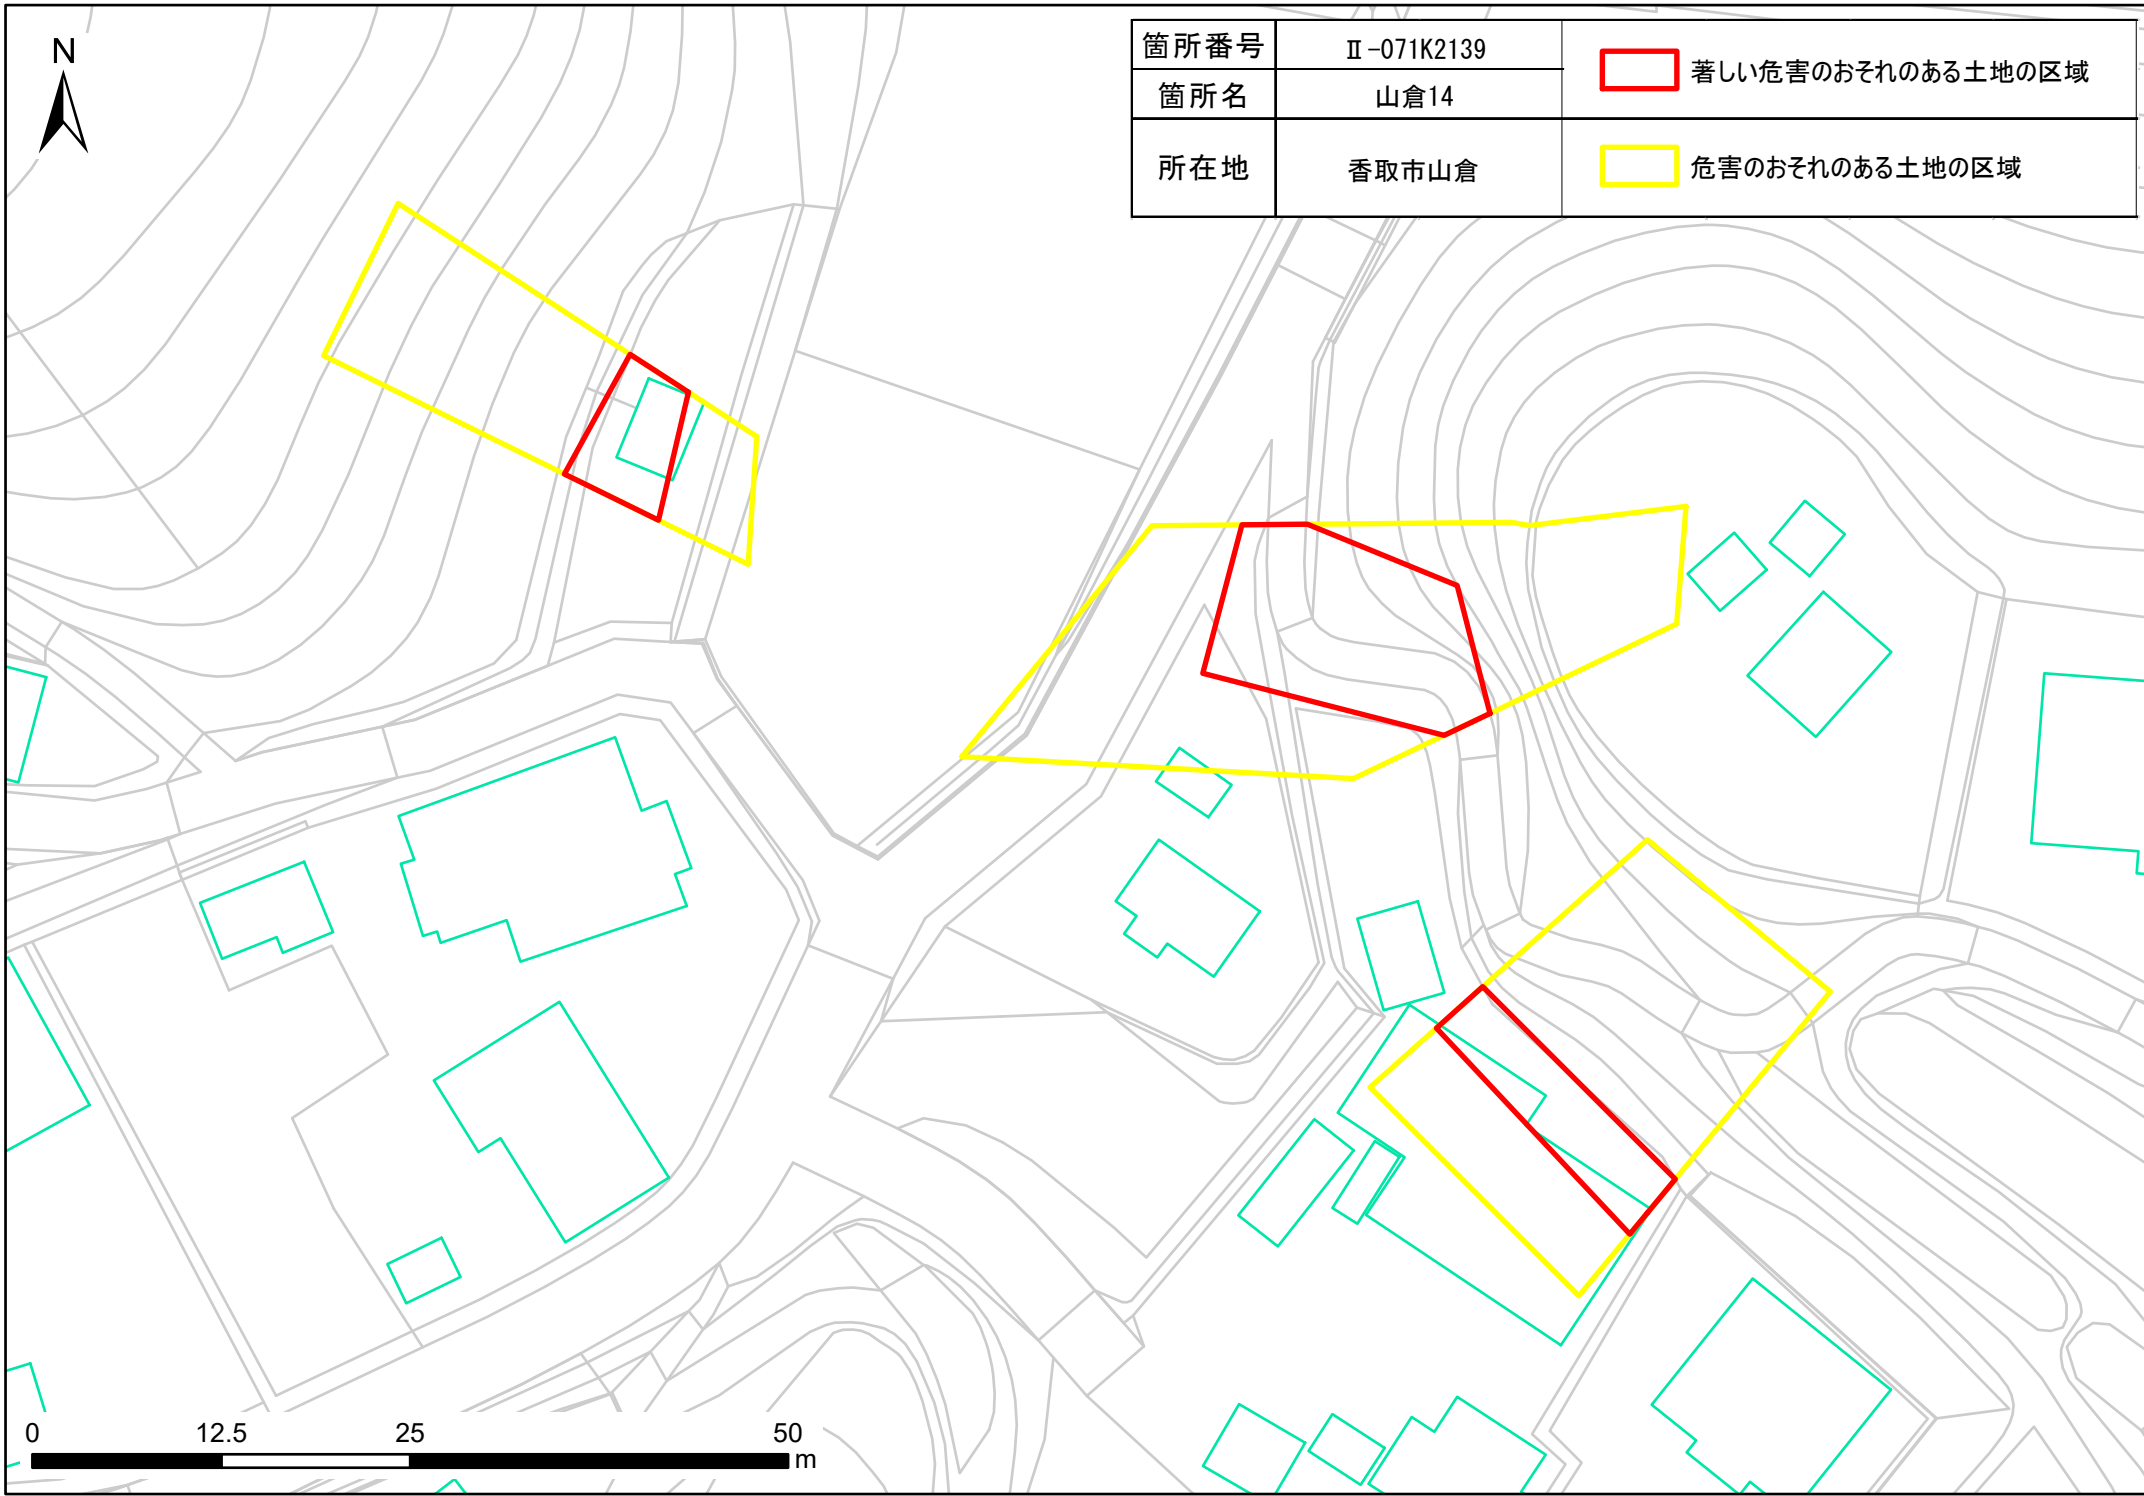 N
箇所番号 Ⅱ-071K2139
箇所名 山倉14
所在地 香取市山倉
著しい危害のおそれのある土地の区域
危害のおそれのある土地の区域
0 12.5 25 50
m